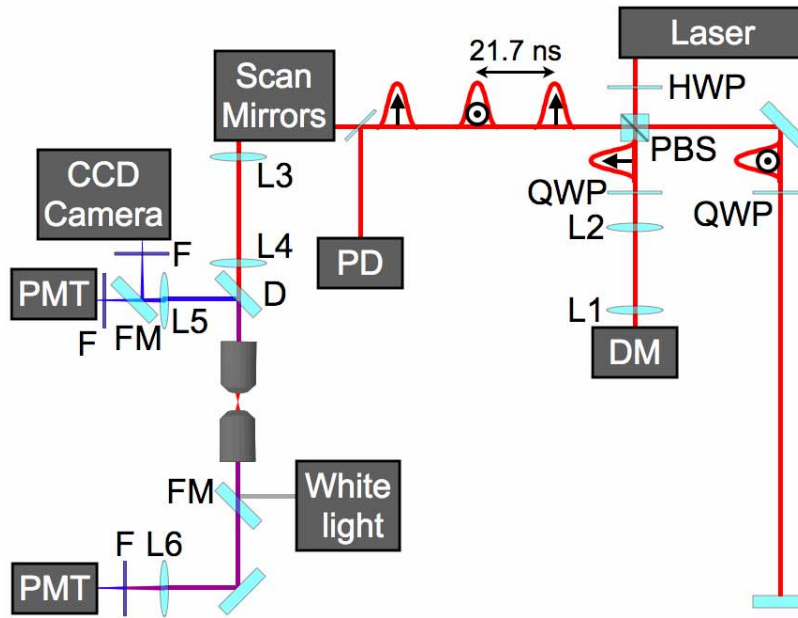 21.7 ns
Laser
Scan
Mirrors
HWP
PBS
L3
CCD
Camera
QWP
QWP
L2
F
L4
PD
PMT
D
L5
L1
F
FM
DM
FM
White
light
F
L6
PMT